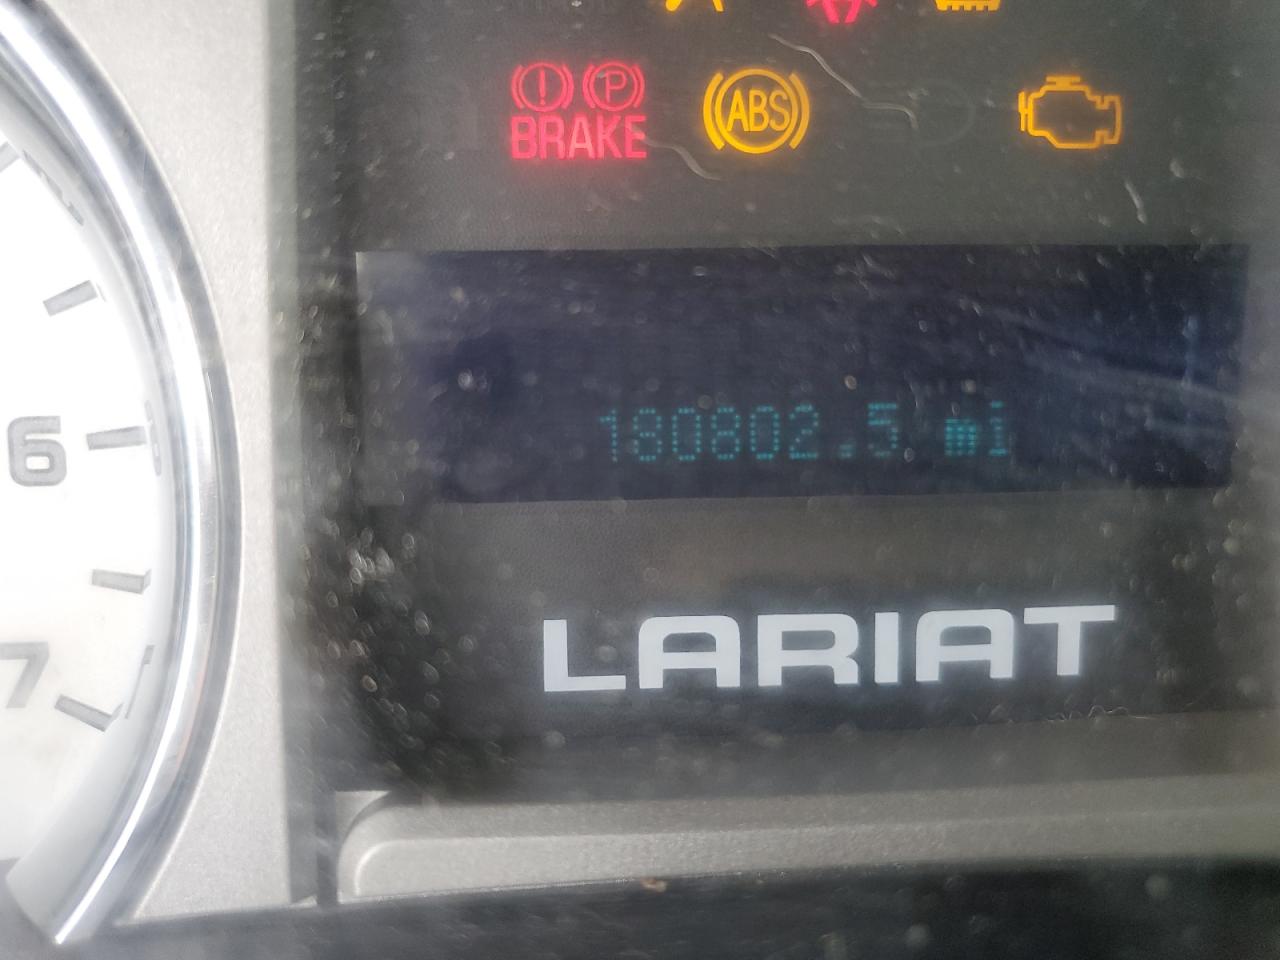 ! P
BRAKE
ABS
180802.5 mi
6
7
LARIAT